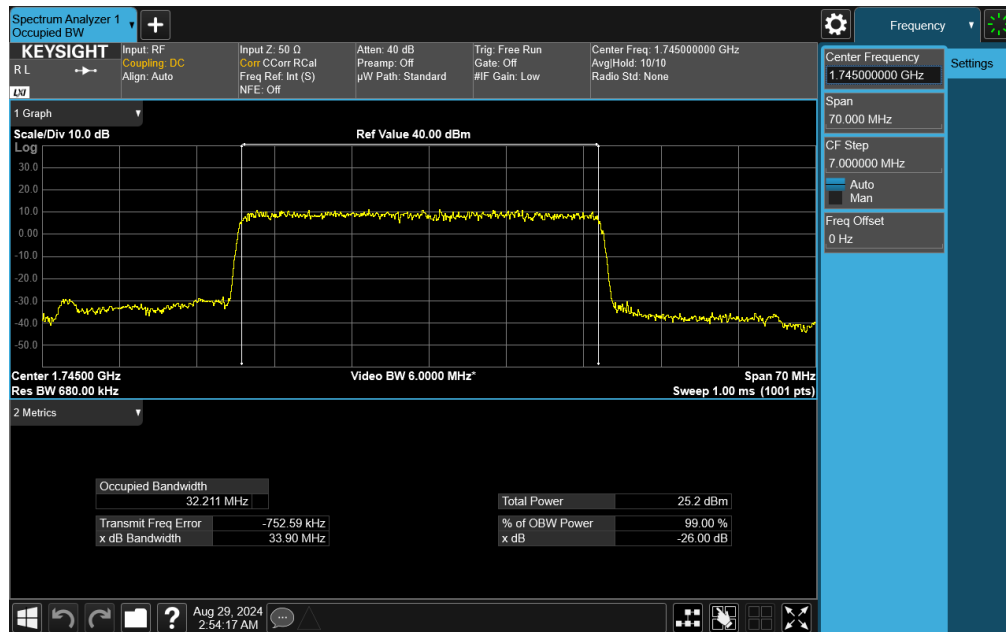 Spectrum Analyzer 1
Occupied BW
Frequency
KEYSIGHT
R L
LXI
Input: RF
Coupling: DC
Align: Auto
Input Z: 50 Ω
Corr CCorr RCal
Freq Ref: Int (S)
NFE: Off
Atten: 40 dB
Preamp: Off
µW Path: Standard
Trig: Free Run
Gate: Off
#IF Gain: Low
Center Freq: 1.745000000 GHz
Avg|Hold: 10/10
Radio Std: None
Center Frequency
1.745000000 GHz
Settings
Span
70.000 MHz
CF Step
7.000000 MHz
Auto
Man
Freq Offset
0 Hz
1 Graph
Scale/Div 10.0 dB
Ref Value 40.00 dBm
Log
30.0
20.0
10.0
0.00
-10.0
-20.0
-30.0
-40.0
-50.0
Center 1.74500 GHz
Video BW 6.0000 MHz*
Span 70 MHz
Res BW 680.00 kHz
Sweep 1.00 ms (1001 pts)
2 Metrics
Occupied Bandwidth
32.211 MHz
Transmit Freq Error -752.59 kHz
x dB Bandwidth 33.90 MHz
Total Power 25.2 dBm
% of OBW Power 99.00 %
x dB -26.00 dB
Aug 29, 2024
2:54:17 AM